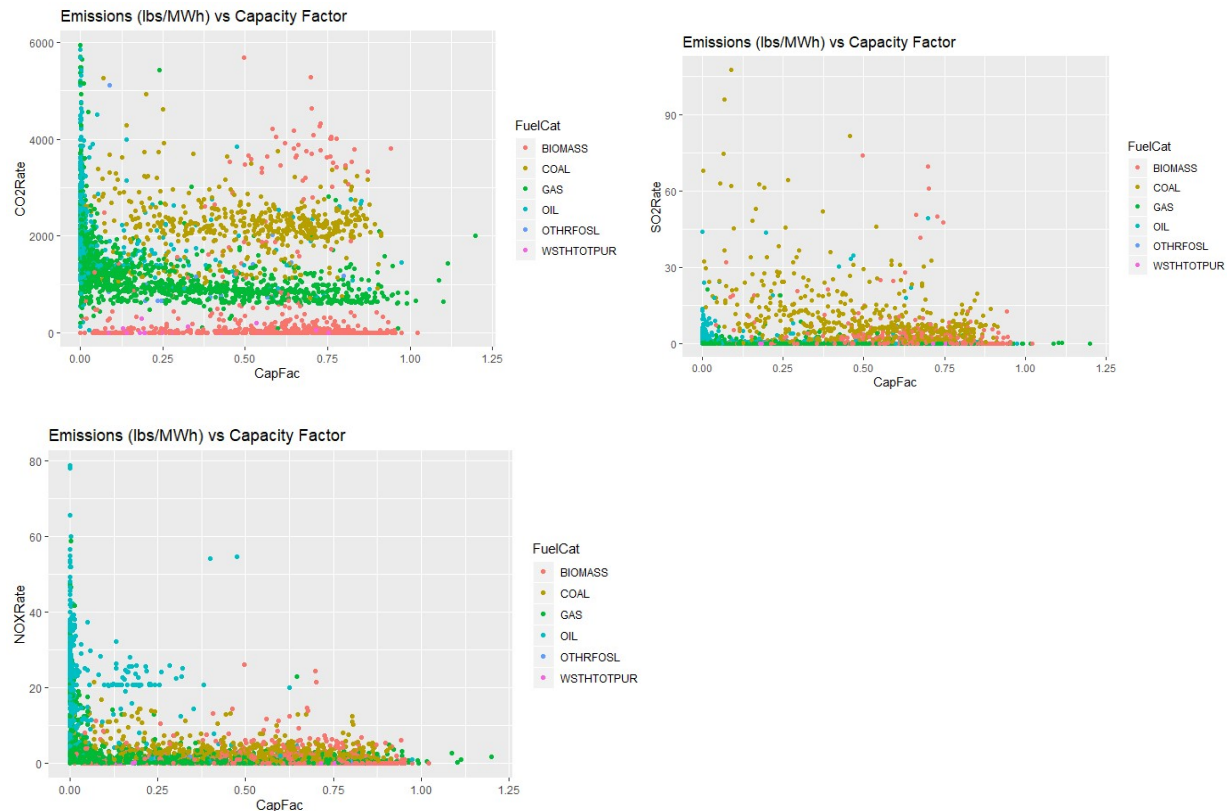 Emissions (lbs/MWh) vs Capacity Factor
6000
4000
2000
0
CO2Rate
0.00 0.25 0.50 0.75 1.00 1.25
CapFac
FuelCat
BIOMASS
COAL
GAS
OIL
OTHRFOSL
WSTHTOTPUR
Emissions (lbs/MWh) vs Capacity Factor
90
60
30
0
SO2Rate
0.00 0.25 0.50 0.75 1.00 1.25
CapFac
FuelCat
BIOMASS
COAL
GAS
OIL
OTHRFOSL
WSTHTOTPUR
Emissions (lbs/MWh) vs Capacity Factor
80
60
40
20
0
NOXRate
0.00 0.25 0.50 0.75 1.00 1.25
CapFac
FuelCat
BIOMASS
COAL
GAS
OIL
OTHRFOSL
WSTHTOTPUR